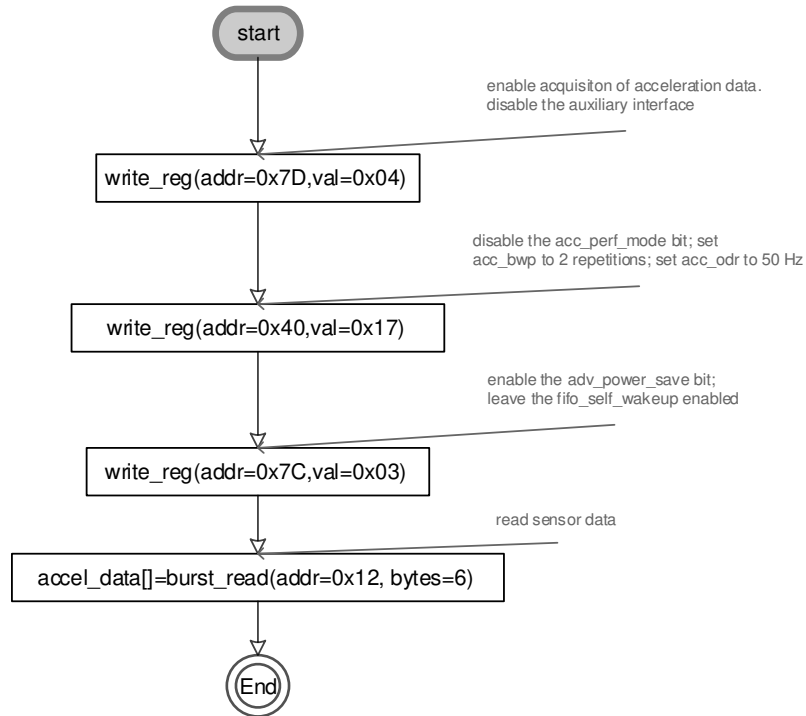 start
enable acquisiton of acceleration data.
disable the auxiliary interface
write_reg(addr=0x7D,val=0x04)
disable the acc_perf_mode bit; set
acc_bwp to 2 repetitions; set acc_odr to 50 Hz
write_reg(addr=0x40,val=0x17)
enable the adv_power_save bit;
leave the fifo_self_wakeup enabled
write_reg(addr=0x7C,val=0x03)
read sensor data
accel_data[]=burst_read(addr=0x12, bytes=6)
End